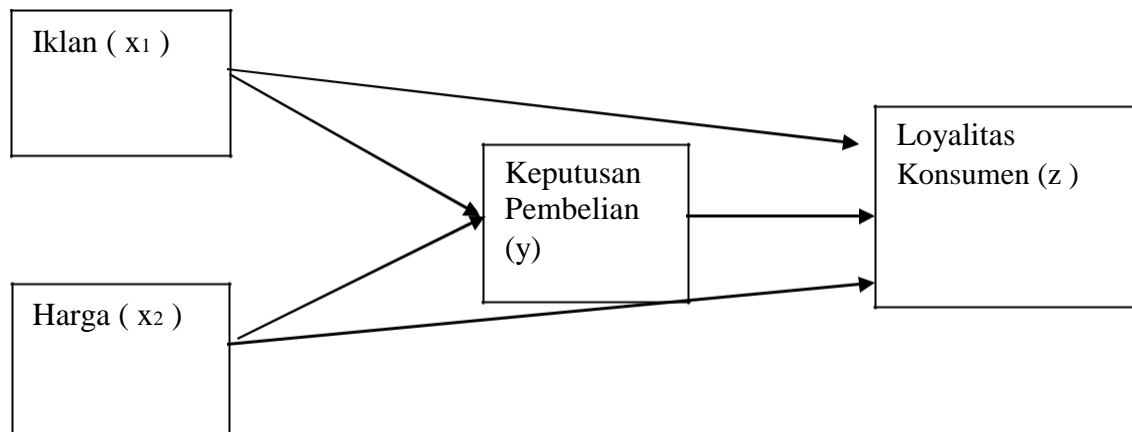 Iklan ( x1 )
Loyalitas
Konsumen (z )
Keputusan
Pembelian
(y)
Harga ( x2 )